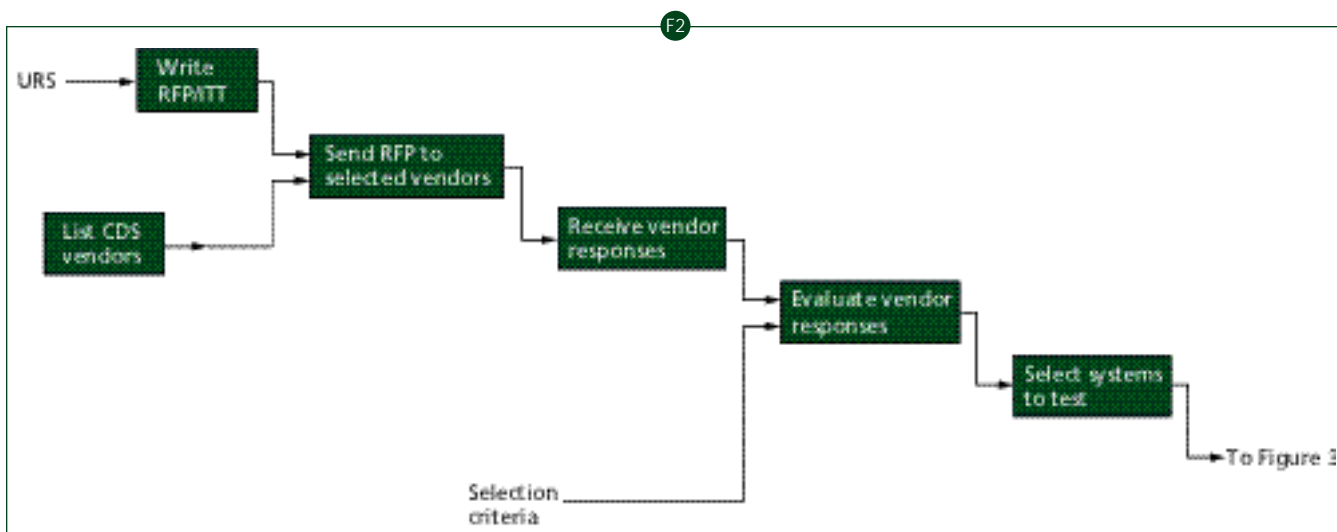 F2
URS
Write
RFP/ITT
Send RFP to
selected vendors
List CDS
vendors
Receive vendor
responses
Evaluate vendor
responses
Select systems
to test
To Figure 3
Selection
criteria